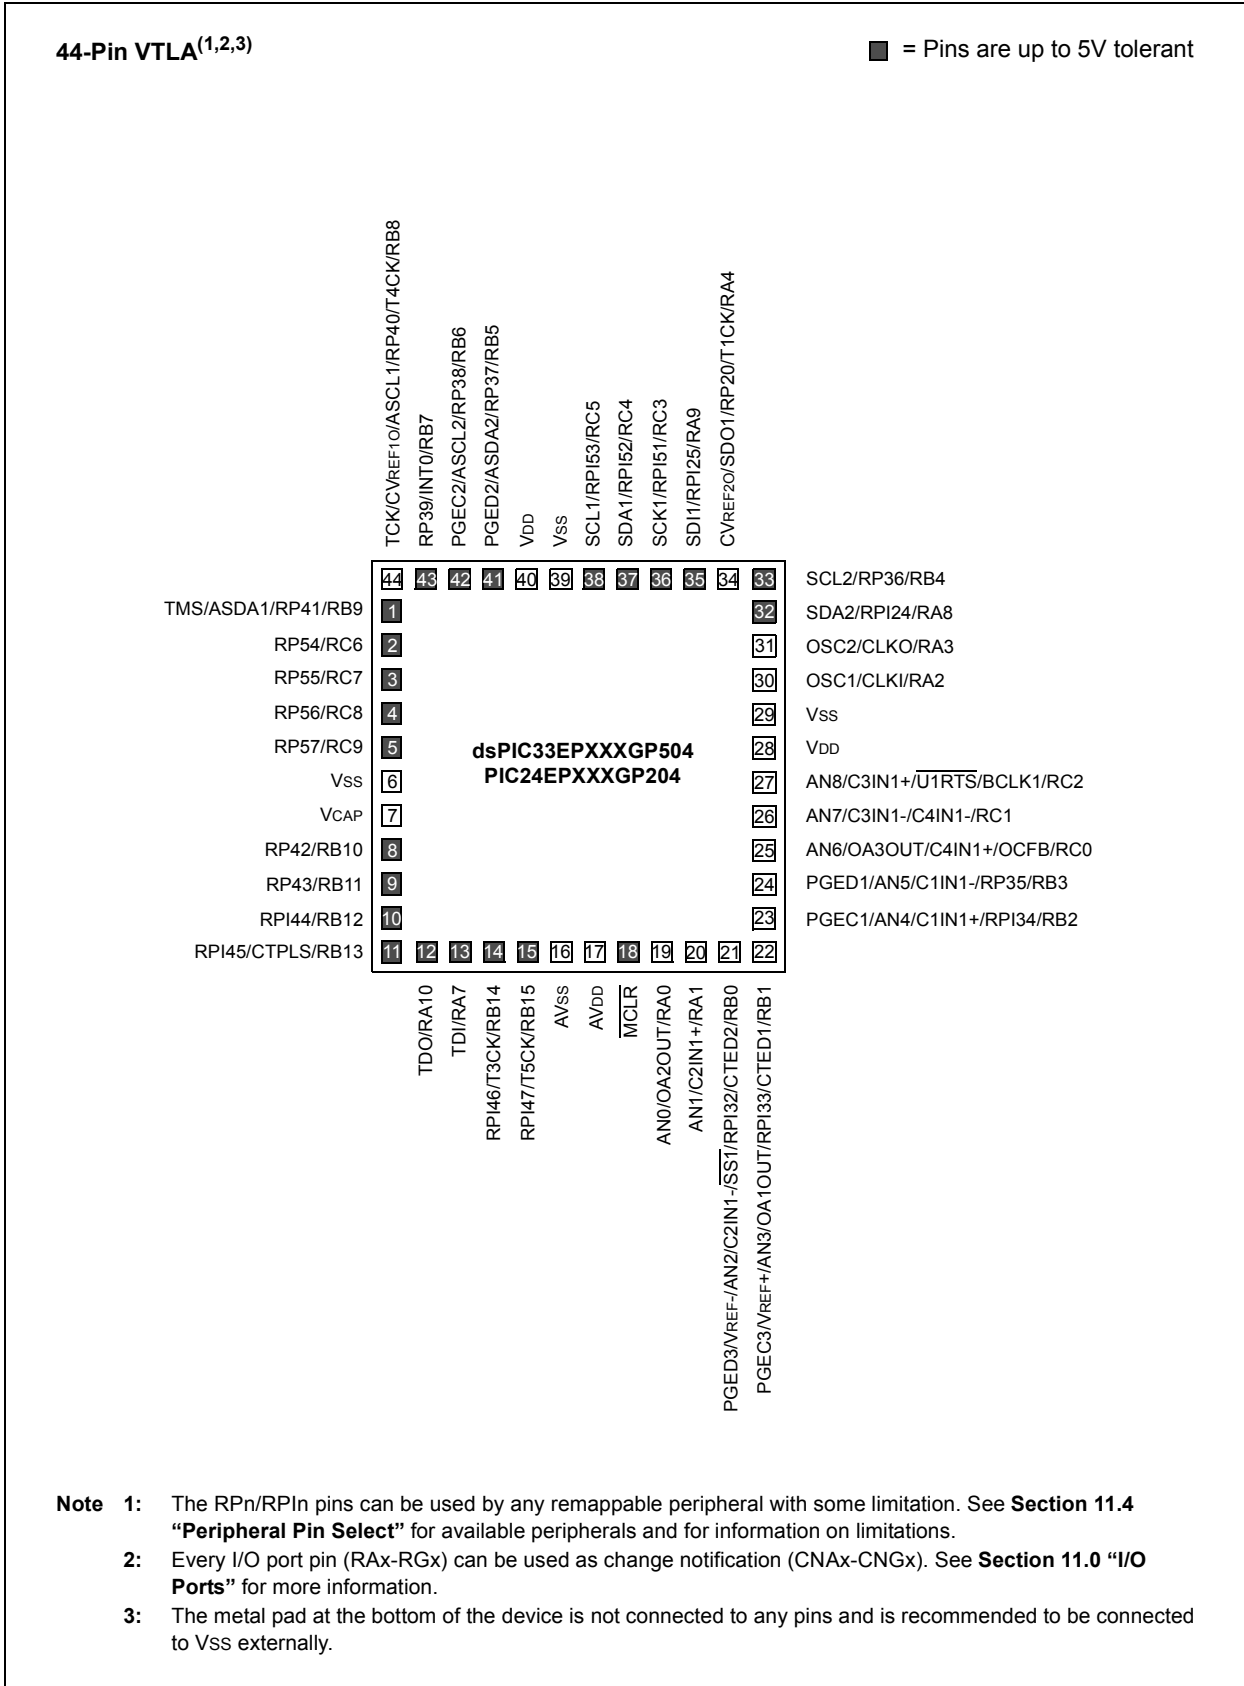 44-Pin VTLA(1,2,3)
= Pins are up to 5V tolerant
TCK/CVREF1O/ASCL1/RP40/T4CK/RB8
RP39/INT0/RB7
PGEC2/ASCL2/RP38/RB6
PGED2/ASDA2/RP37/RB5
VDD
VSS
SCL1/RPI53/RC5
SDA1/RPI52/RC4
SCK1/RPI51/RC3
SDI1/RPI25/RA9
CVREF2O/SDO1/RP20/T1CK/RA4
44 43 42 41 40 39 38 37 36 35 34 33
SCL2/RP36/RB4
TMS/ASDA1/RP41/RB9 1
32 SDA2/RPI24/RA8
RP54/RC6 2
31 OSC2/CLKO/RA3
RP55/RC7 3
30 OSC1/CLKI/RA2
RP56/RC8 4
29 VSS
RP57/RC9 5
28 VDD
dsPIC33EPXXXGP504
PIC24EPXXXGP204
VSS 6
27 AN8/C3IN1+/U1RTS/BCLK1/RC2
VCAP 7
26 AN7/C3IN1-/C4IN1-/RC1
RP42/RB10 8
25 AN6/OA3OUT/C4IN1+/OCFB/RC0
RP43/RB11 9
24 PGED1/AN5/C1IN1-/RP35/RB3
RPI44/RB12 10
23 PGEC1/AN4/C1IN1+/RPI34/RB2
RPI45/CTPLS/RB13 11 12 13 14 15 16 17 18 19 20 21 22
TDO/RA10
TDI/RA7
RPI46/T3CK/RB14
RPI47/T5CK/RB15
AVSS
AVDD
MCLR
AN0/OA2OUT/RA0
AN1/C2IN1+/RA1
PGED3/VREF-/AN2/C2IN1-/SS1/RPI32/CTED2/RB0
PGEC3/VREF+/AN3/OA1OUT/RPI33/CTED1/RB1
Note 1: The RPn/RPIn pins can be used by any remappable peripheral with some limitation. See Section 11.4
“Peripheral Pin Select” for available peripherals and for information on limitations.
2: Every I/O port pin (RAx-RGx) can be used as change notification (CNAx-CNGx). See Section 11.0 “I/O
Ports” for more information.
3: The metal pad at the bottom of the device is not connected to any pins and is recommended to be connected
to VSS externally.